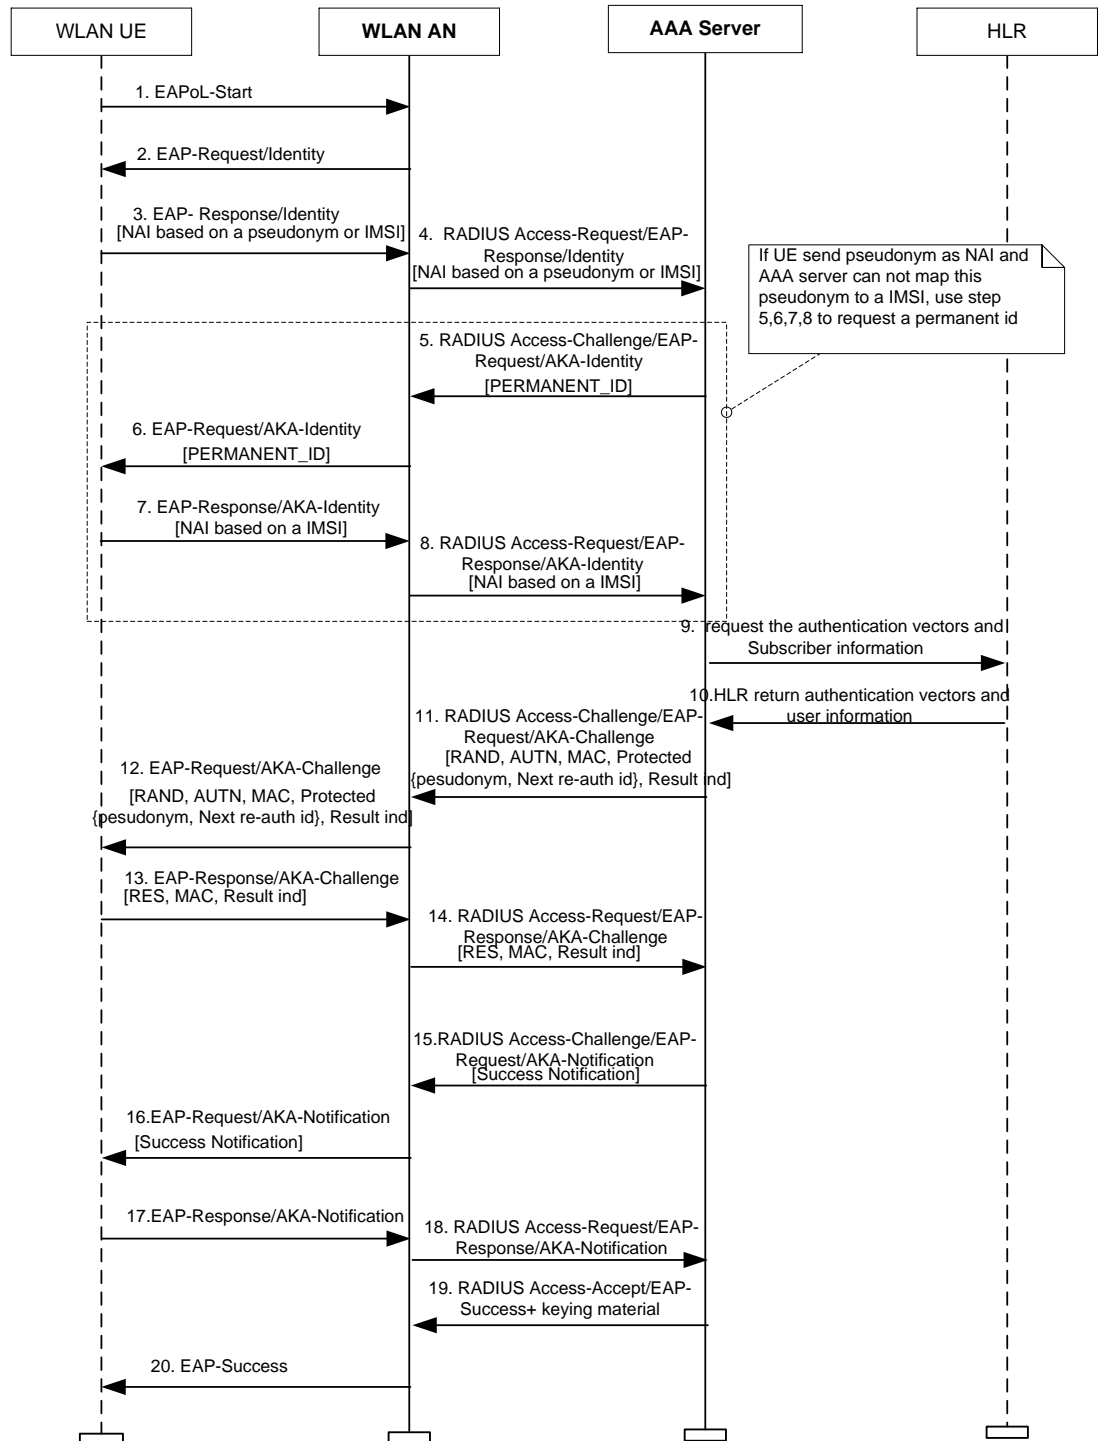 WLAN UE
WLAN AN
AAA Server
HLR
1. EAPoL-Start
2. EAP-Request/Identity
3. EAP- Response/Identity
[NAI based on a pseudonym or IMSI]
4. RADIUS Access-Request/EAP-
Response/Identity
[NAI based on a pseudonym or IMSI]
If UE send pseudonym as NAI and
AAA server can not map this
pseudonym to a IMSI, use step
5,6,7,8 to request a permanent id
5. RADIUS Access-Challenge/EAP-
Request/AKA-Identity
[PERMANENT_ID]
6. EAP-Request/AKA-Identity
[PERMANENT_ID]
7. EAP-Response/AKA-Identity
[NAI based on a IMSI]
8. RADIUS Access-Request/EAP-
Response/AKA-Identity
[NAI based on a IMSI]
9. request the authentication vectors and
Subscriber information
10.HLR return authentication vectors and
user information
11. RADIUS Access-Challenge/EAP-
Request/AKA-Challenge
[RAND, AUTN, MAC, Protected
{pesudonym, Next re-auth id}, Result ind]
12. EAP-Request/AKA-Challenge
[RAND, AUTN, MAC, Protected
{pesudonym, Next re-auth id}, Result ind]
13. EAP-Response/AKA-Challenge
[RES, MAC, Result ind]
14. RADIUS Access-Request/EAP-
Response/AKA-Challenge
[RES, MAC, Result ind]
15.RADIUS Access-Challenge/EAP-
Request/AKA-Notification
[Success Notification]
16.EAP-Request/AKA-Notification
[Success Notification]
17.EAP-Response/AKA-Notification
18. RADIUS Access-Request/EAP-
Response/AKA-Notification
19. RADIUS Access-Accept/EAP-
Success+ keying material
20. EAP-Success